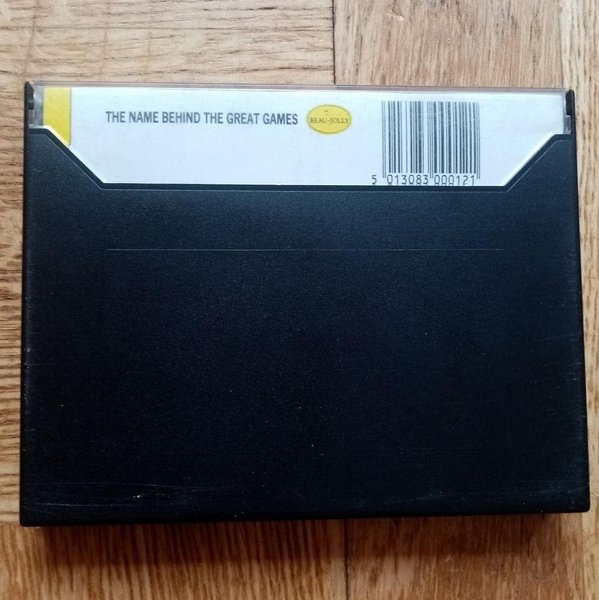 THE NAME BEHIND THE GREAT GAMES
BEAU-JOLLY
5 013083 000121